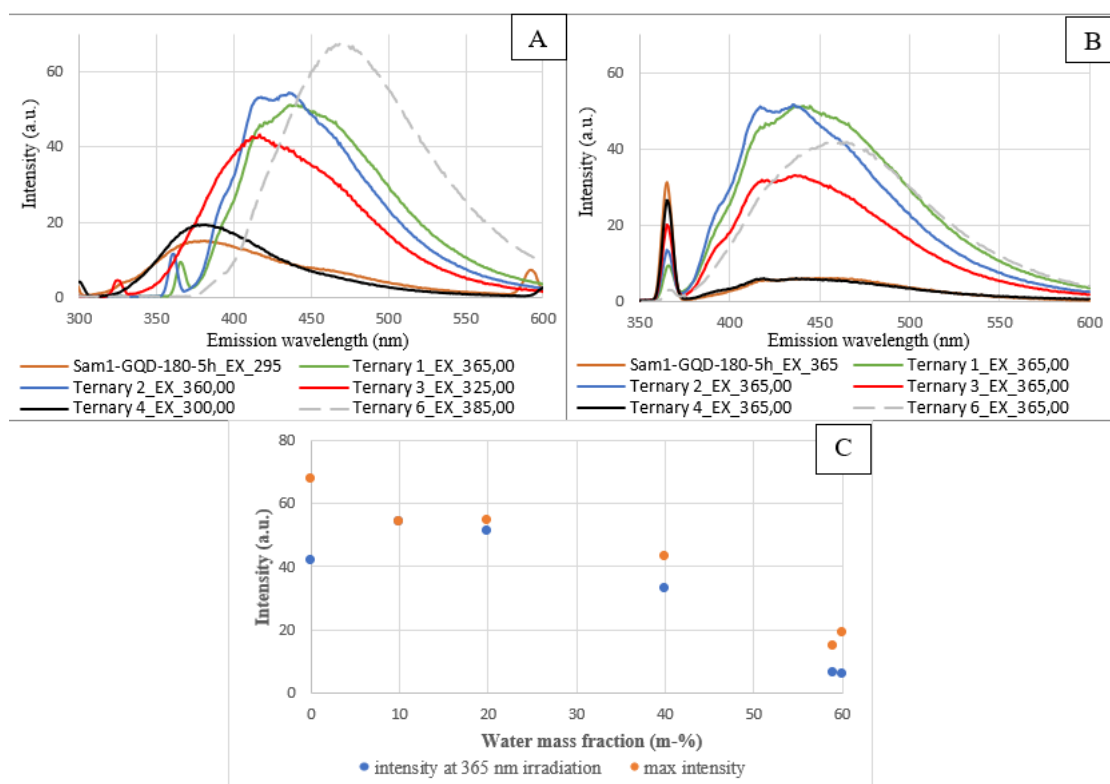 A
Intensity (a.u.)
60
40
20
0
300 350 400 450 500 550 600
Emission wavelength (nm)
Sam1-GQD-180-5h_EX_295 Ternary 1_EX_365,00
Ternary 2_EX_360,00 Ternary 3_EX_325,00
Ternary 4_EX_300,00 Ternary 6_EX_385,00
B
Intensity (a.u.)
60
40
20
0
350 400 450 500 550 600
Emission wavelength (nm)
Sam1-GQD-180-5h_EX_365 Ternary 1_EX_365,00
Ternary 2_EX_365,00 Ternary 3_EX_365,00
Ternary 4_EX_365,00 Ternary 6_EX_365,00
C
Intensity (a.u.)
80
60
40
20
0
0 10 20 30 40 50 60
Water mass fraction (m-%)
intensity at 365 nm irradiation max intensity